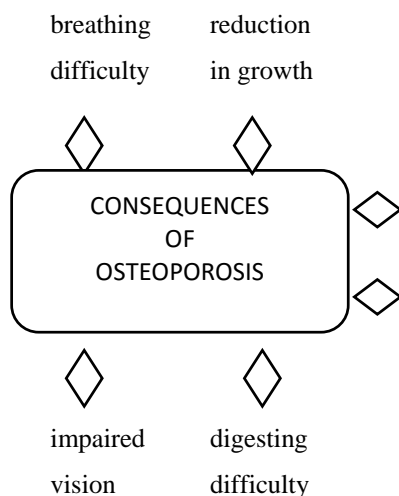 breathing reduction
difficulty in growth
CONSEQUENCES
OF
OSTEOPOROSIS
impaired digesting
vision difficulty